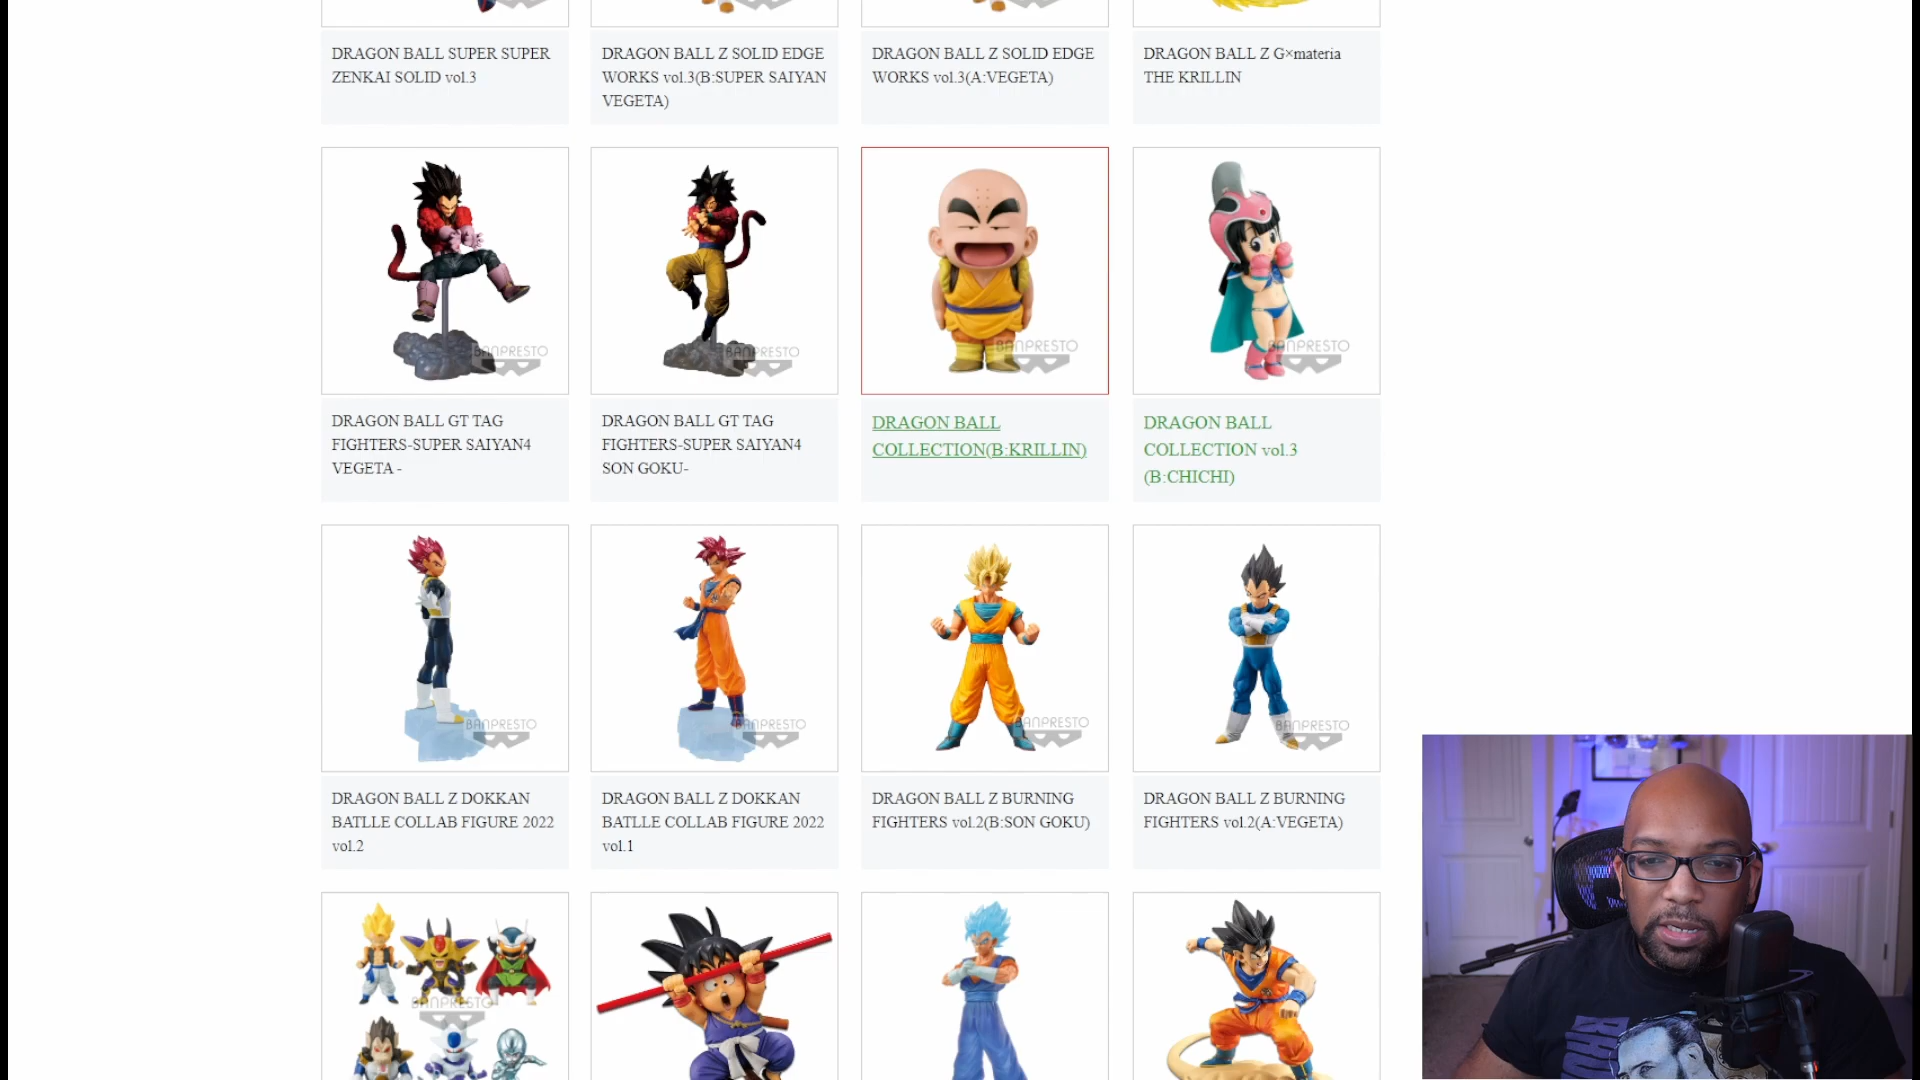 DRAGON BALL SUPER SUPER
ZENKAI SOLID vol.3
DRAGON BALL Z SOLID EDGE
WORKS vol.3(B:SUPER SAIYAN
VEGETA)
DRAGON BALL Z SOLID EDGE
WORKS vol.3(A:VEGETA)
DRAGON BALL Z G×materia
THE KRILLIN
BANPRESTO
BANPRESTO
BANPRESTO
BANPRESTO
DRAGON BALL GT TAG
FIGHTERS-SUPER SAIYAN4
VEGETA -
DRAGON BALL GT TAG
FIGHTERS-SUPER SAIYAN4
SON GOKU-
DRAGON BALL
COLLECTION(B:KRILLIN)
DRAGON BALL
COLLECTION vol.3
(B:CHICHI)
BANPRESTO
BANPRESTO
BANPRESTO
BANPRESTO
DRAGON BALL Z DOKKAN
BATLLE COLLAB FIGURE 2022
vol.2
DRAGON BALL Z DOKKAN
BATLLE COLLAB FIGURE 2022
vol.1
DRAGON BALL Z BURNING
FIGHTERS vol.2(B:SON GOKU)
DRAGON BALL Z BURNING
FIGHTERS vol.2(A:VEGETA)
BANPRESTO